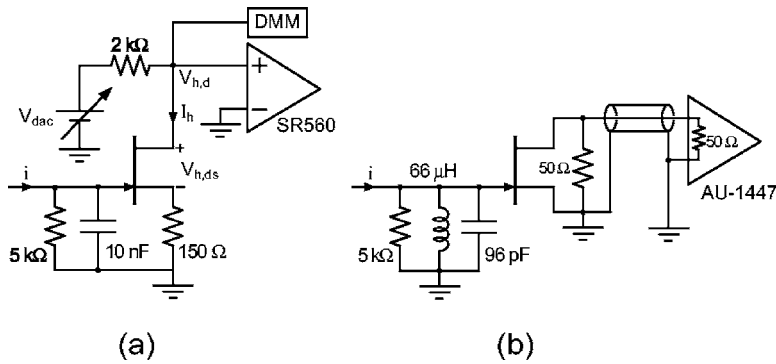 DMM
2 kΩ
V_h,d
SR560
V_dac
I_h
V_h,ds
i
5 kΩ
10 nF
150 Ω
(a)
i
66 μH
5 kΩ
96 pF
50 Ω
50 Ω
AU-1447
(b)